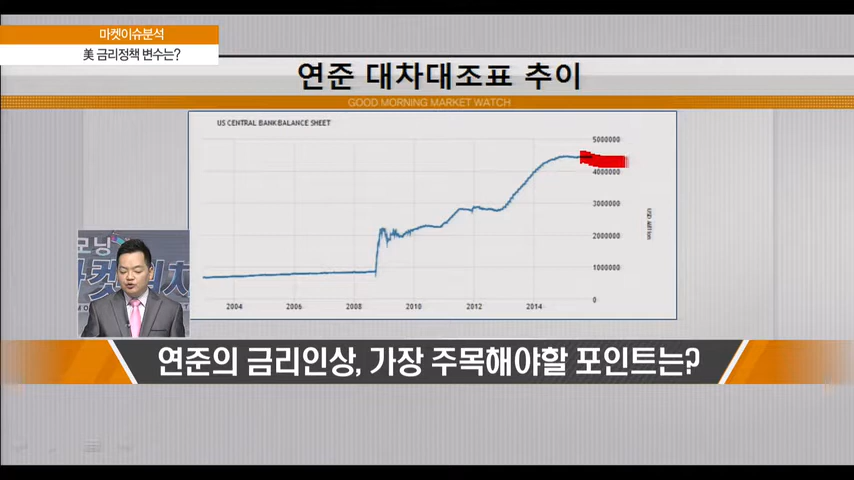 마켓이슈분석
美 금리정책 변수는?
연준 대차대조표 추이
GOOD MORNING MARKET WATCH
US CENTRAL BANK BALANCE SHEET
5000000
4000000
3000000
2000000
1000000
0
USD Million
2004 2006 2008 2010 2012 2014
모닝
연준의 금리인상, 가장 주목해야할 포인트는?